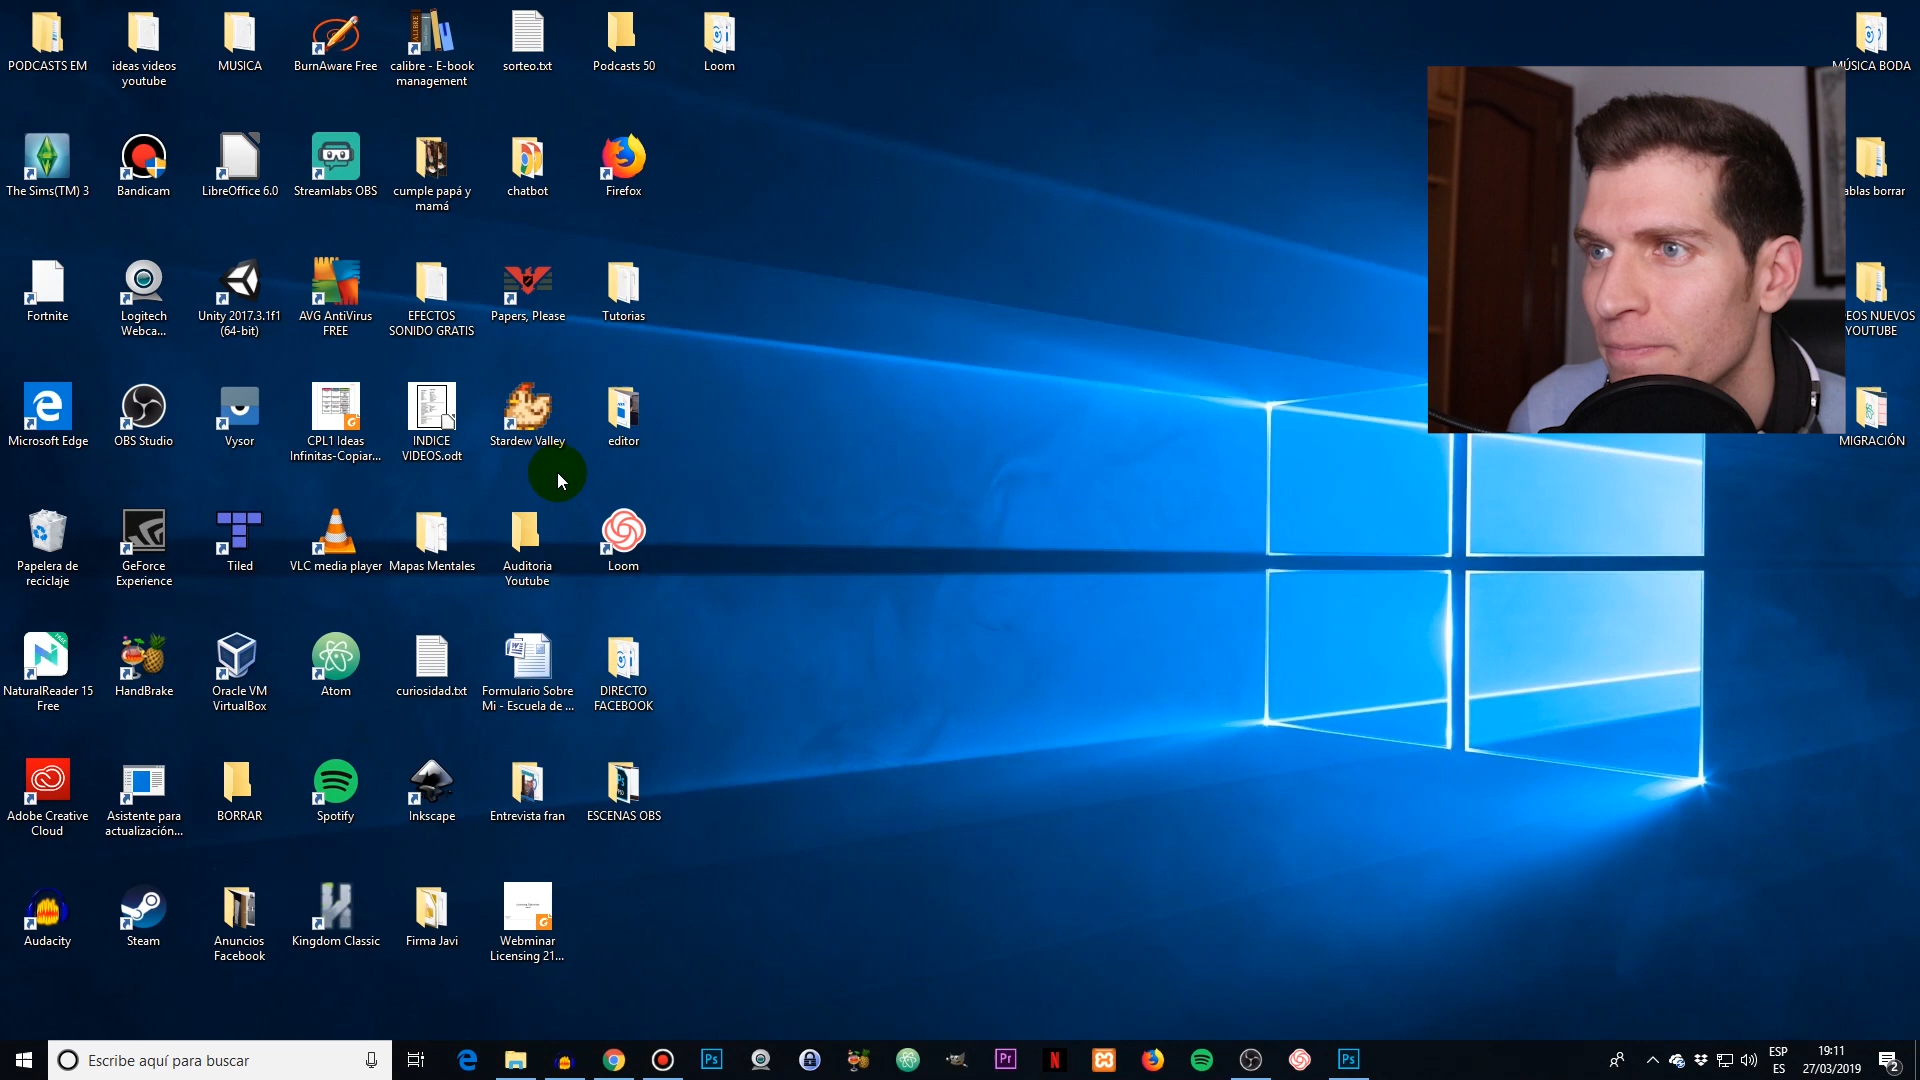 PODCASTS EM
ideas videos
youtube
MUSICA
BurnAware Free
calibre - E-book
management
sorteo.txt
Podcasts 50
Loom
MÚSICA BODA
The Sims(TM) 3
Bandicam
LibreOffice 6.0
Streamlabs OBS
cumple papá y
mamá
chatbot
Firefox
ablas borrar
Fortnite
Logitech
Webca...
Unity 2017.3.1f1
(64-bit)
AVG AntiVirus
FREE
EFECTOS
SONIDO GRATIS
Papers, Please
Tutorias
DEOS NUEVOS
YOUTUBE
Microsoft Edge
OBS Studio
Vysor
CPL1 Ideas
Infinitas-Copiar...
INDICE
VIDEOS.odt
Stardew Valley
editor
MIGRACIÓN
Papelera de
reciclaje
GeForce
Experience
Tiled
VLC media player
Mapas Mentales
Auditoria
Youtube
Loom
NaturalReader 15
Free
HandBrake
Oracle VM
VirtualBox
Atom
curiosidad.txt
Formulario Sobre
Mi - Escuela de ...
DIRECTO
FACEBOOK
Adobe Creative
Cloud
Asistente para
actualización...
BORRAR
Spotify
Inkscape
Entrevista fran
ESCENAS OBS
Audacity
Steam
Anuncios
Facebook
Kingdom Classic
Firma Javi
Webminar
Licensing 21...
Escribe aquí para buscar
Ps
Pr
N
Ps
ESP
ES
19:11
27/03/2019
2